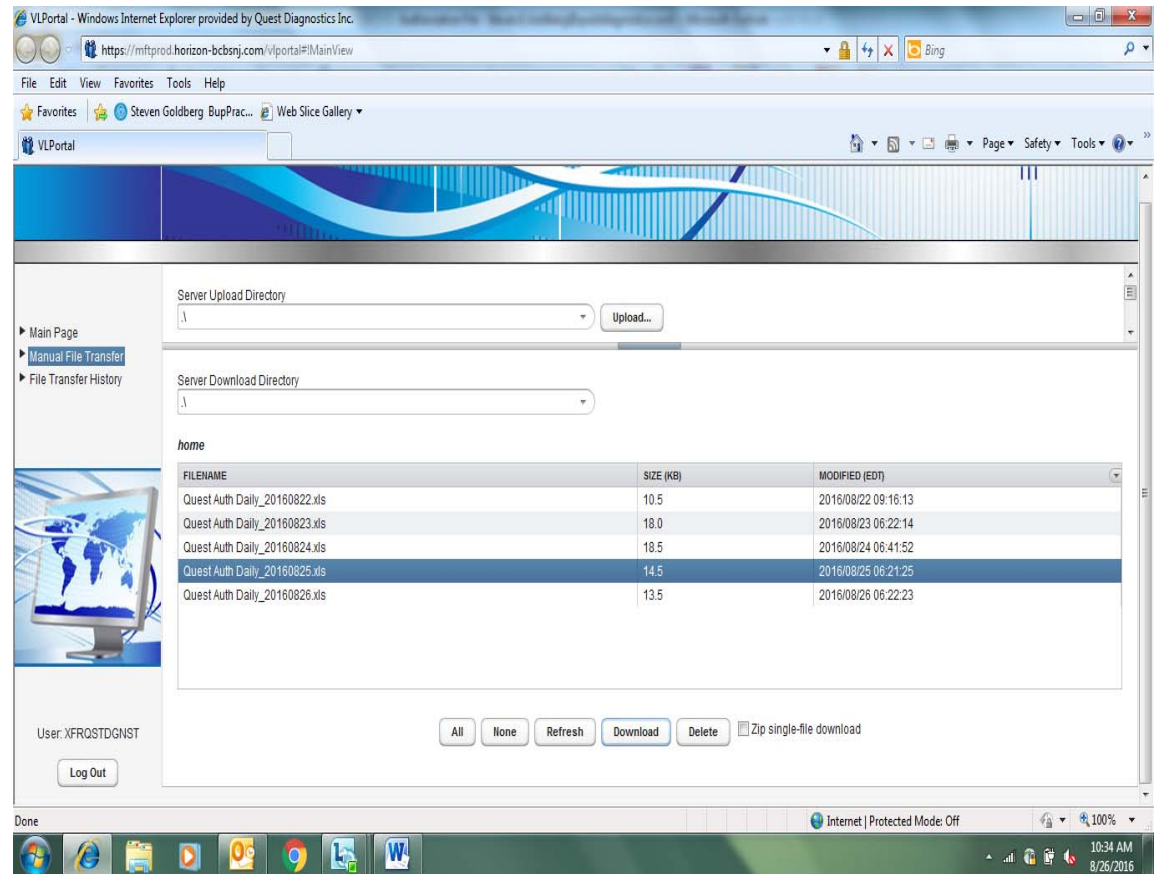 VLPortal - Windows Internet Explorer provided by Quest Diagnostics Inc.
https://mftprod.horizon-bcbsnj.com/vlportal#!MainView
Bing
File Edit View Favorites Tools Help
Favorites Steven Goldberg BupPrac... Web Slice Gallery
VLPortal
Page Safety Tools
Server Upload Directory
.\
Upload...
Main Page
Manual File Transfer
File Transfer History
Server Download Directory
.\
home
FILENAME SIZE (KB) MODIFIED (EDT)
Quest Auth Daily_20160822.xls 10.5 2016/08/22 09:16:13
Quest Auth Daily_20160823.xls 18.0 2016/08/23 06:22:14
Quest Auth Daily_20160824.xls 18.5 2016/08/24 06:41:52
Quest Auth Daily_20160825.xls 14.5 2016/08/25 06:21:25
Quest Auth Daily_20160826.xls 13.5 2016/08/26 06:22:23
All None Refresh Download Delete Zip single-file download
User: XFRQSTDGNST
Log Out
Done
Internet | Protected Mode: Off
100%
10:34 AM
8/26/2016